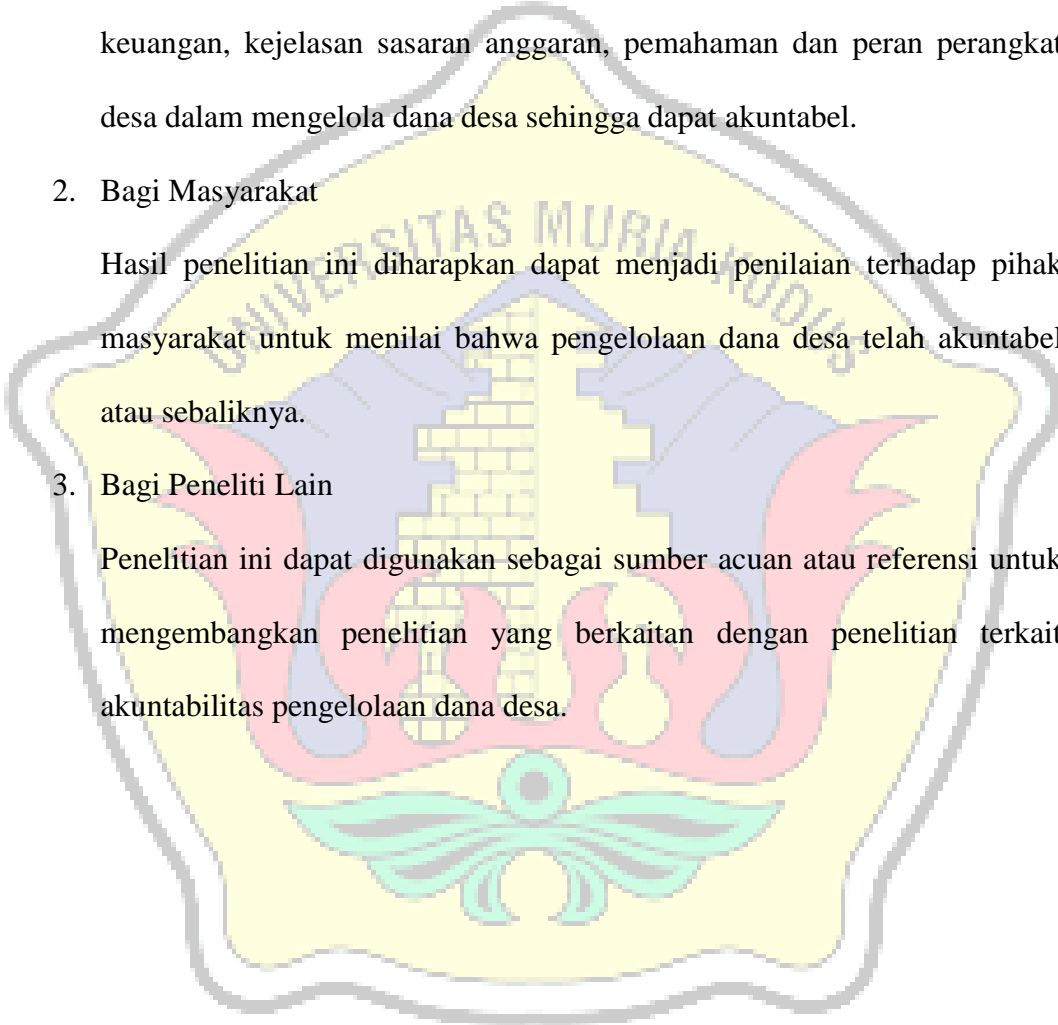 keuangan, kejelasan sasaran anggaran, pemahaman dan peran perangkat
desa dalam mengelola dana desa sehingga dapat akuntabel.
2. Bagi Masyarakat
UNIVERSITAS MURIA KUDUS
Hasil penelitian ini diharapkan dapat menjadi penilaian terhadap pihak
masyarakat untuk menilai bahwa pengelolaan dana desa telah akuntabel
atau sebaliknya.
3. Bagi Peneliti Lain
Penelitian ini dapat digunakan sebagai sumber acuan atau referensi untuk
mengembangkan penelitian yang berkaitan dengan penelitian terkait
akuntabilitas pengelolaan dana desa.